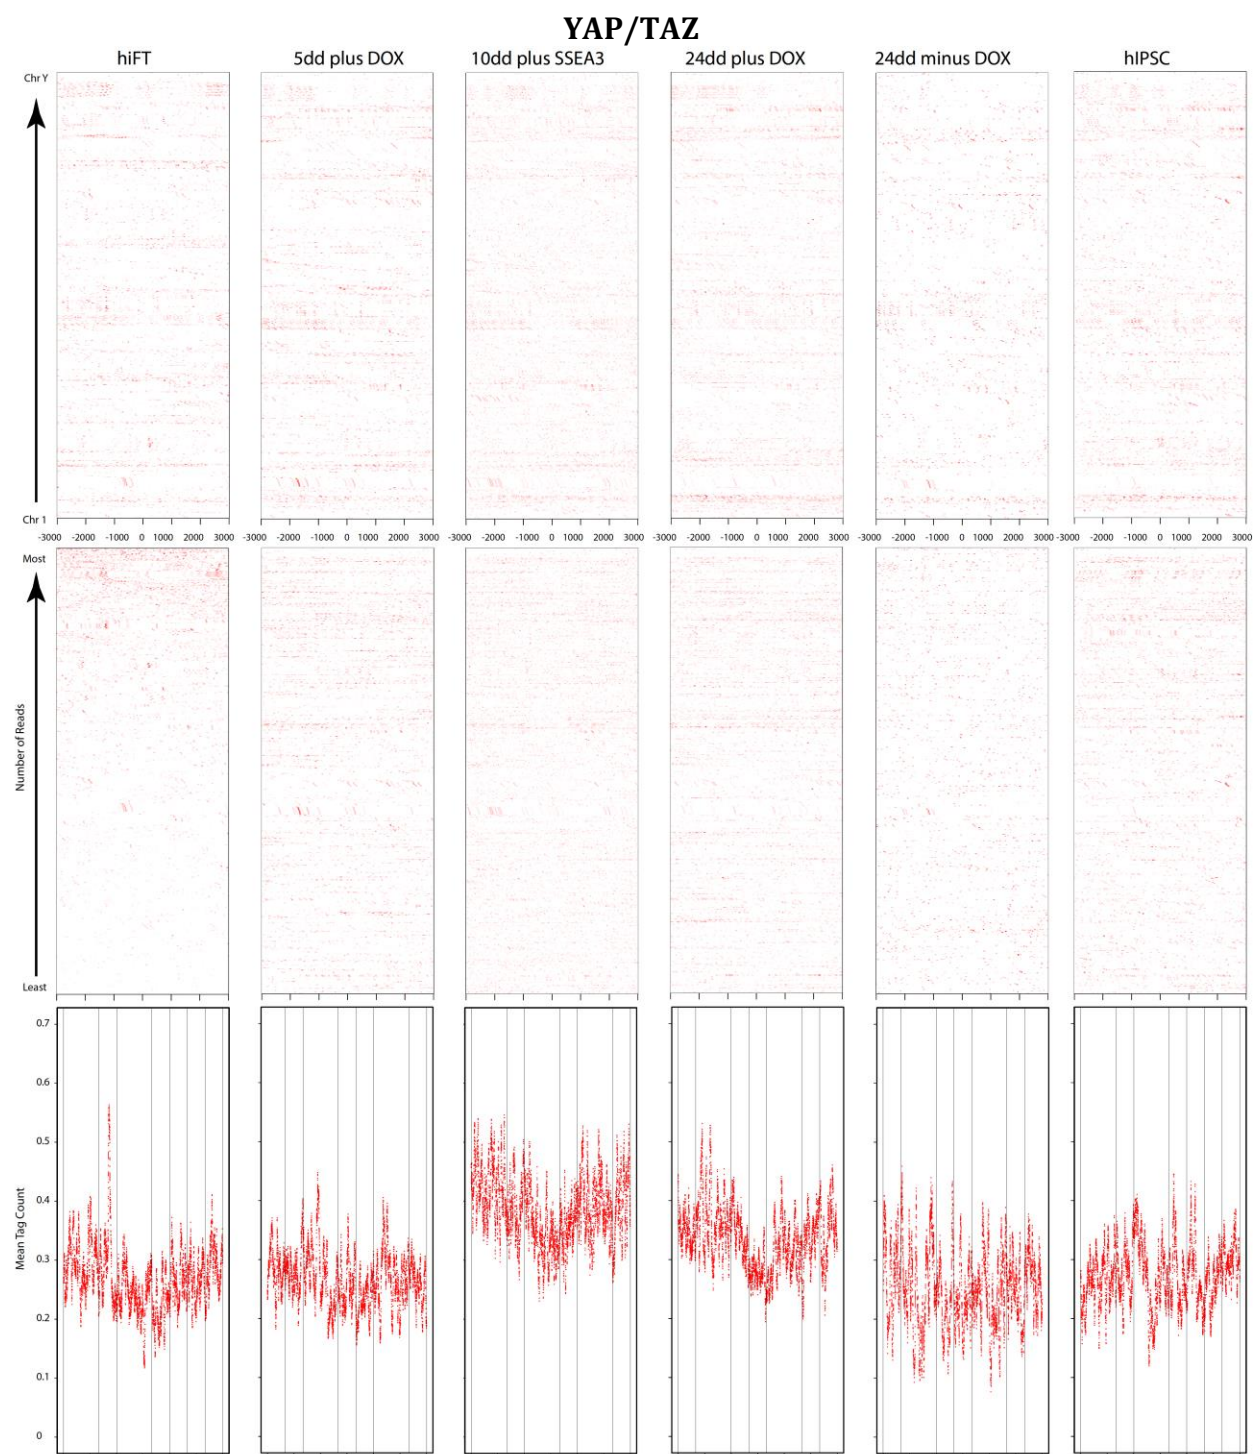 YAP/TAZ
hiFT 5dd plus DOX 10dd plus SSEA3 24dd plus DOX 24dd minus DOX hIPSC
Chr Y
Chr 1
-3000 -2000 -1000 0 1000 2000 3000 -3000 -2000 -1000 0 1000 2000 3000 -3000 -2000 -1000 0 1000 2000 3000 -3000 -2000 -1000 0 1000 2000 3000 -3000 -2000 -1000 0 1000 2000 3000 -3000 -2000 -1000 0 1000 2000 3000
Most
Number of Reads
Least
0.7
0.6
0.5
0.4
Mean Tag Count
0.3
0.2
0.1
0